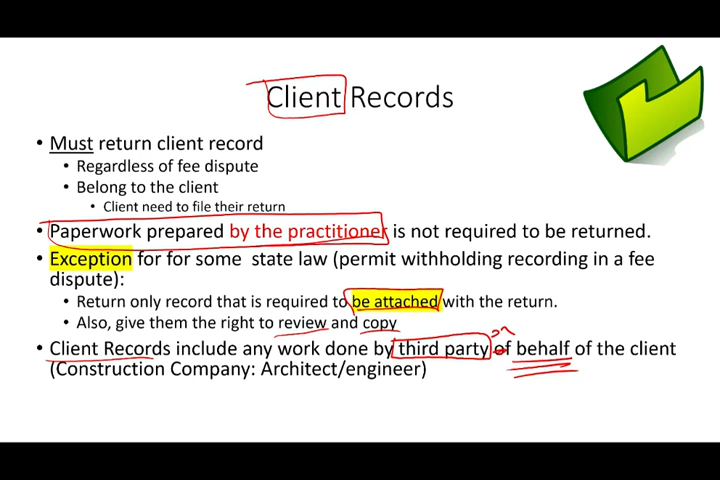 Client Records
• Must return client record
• Regardless of fee dispute
• Belong to the client
• Client need to file their return
• Paperwork prepared by the practitioner is not required to be returned.
• Exception for for some state law (permit withholding recording in a fee
dispute):
• Return only record that is required to be attached with the return.
• Also, give them the right to review and copy
on
• Client Records include any work done by third party of behalf of the client
(Construction Company: Architect/engineer)